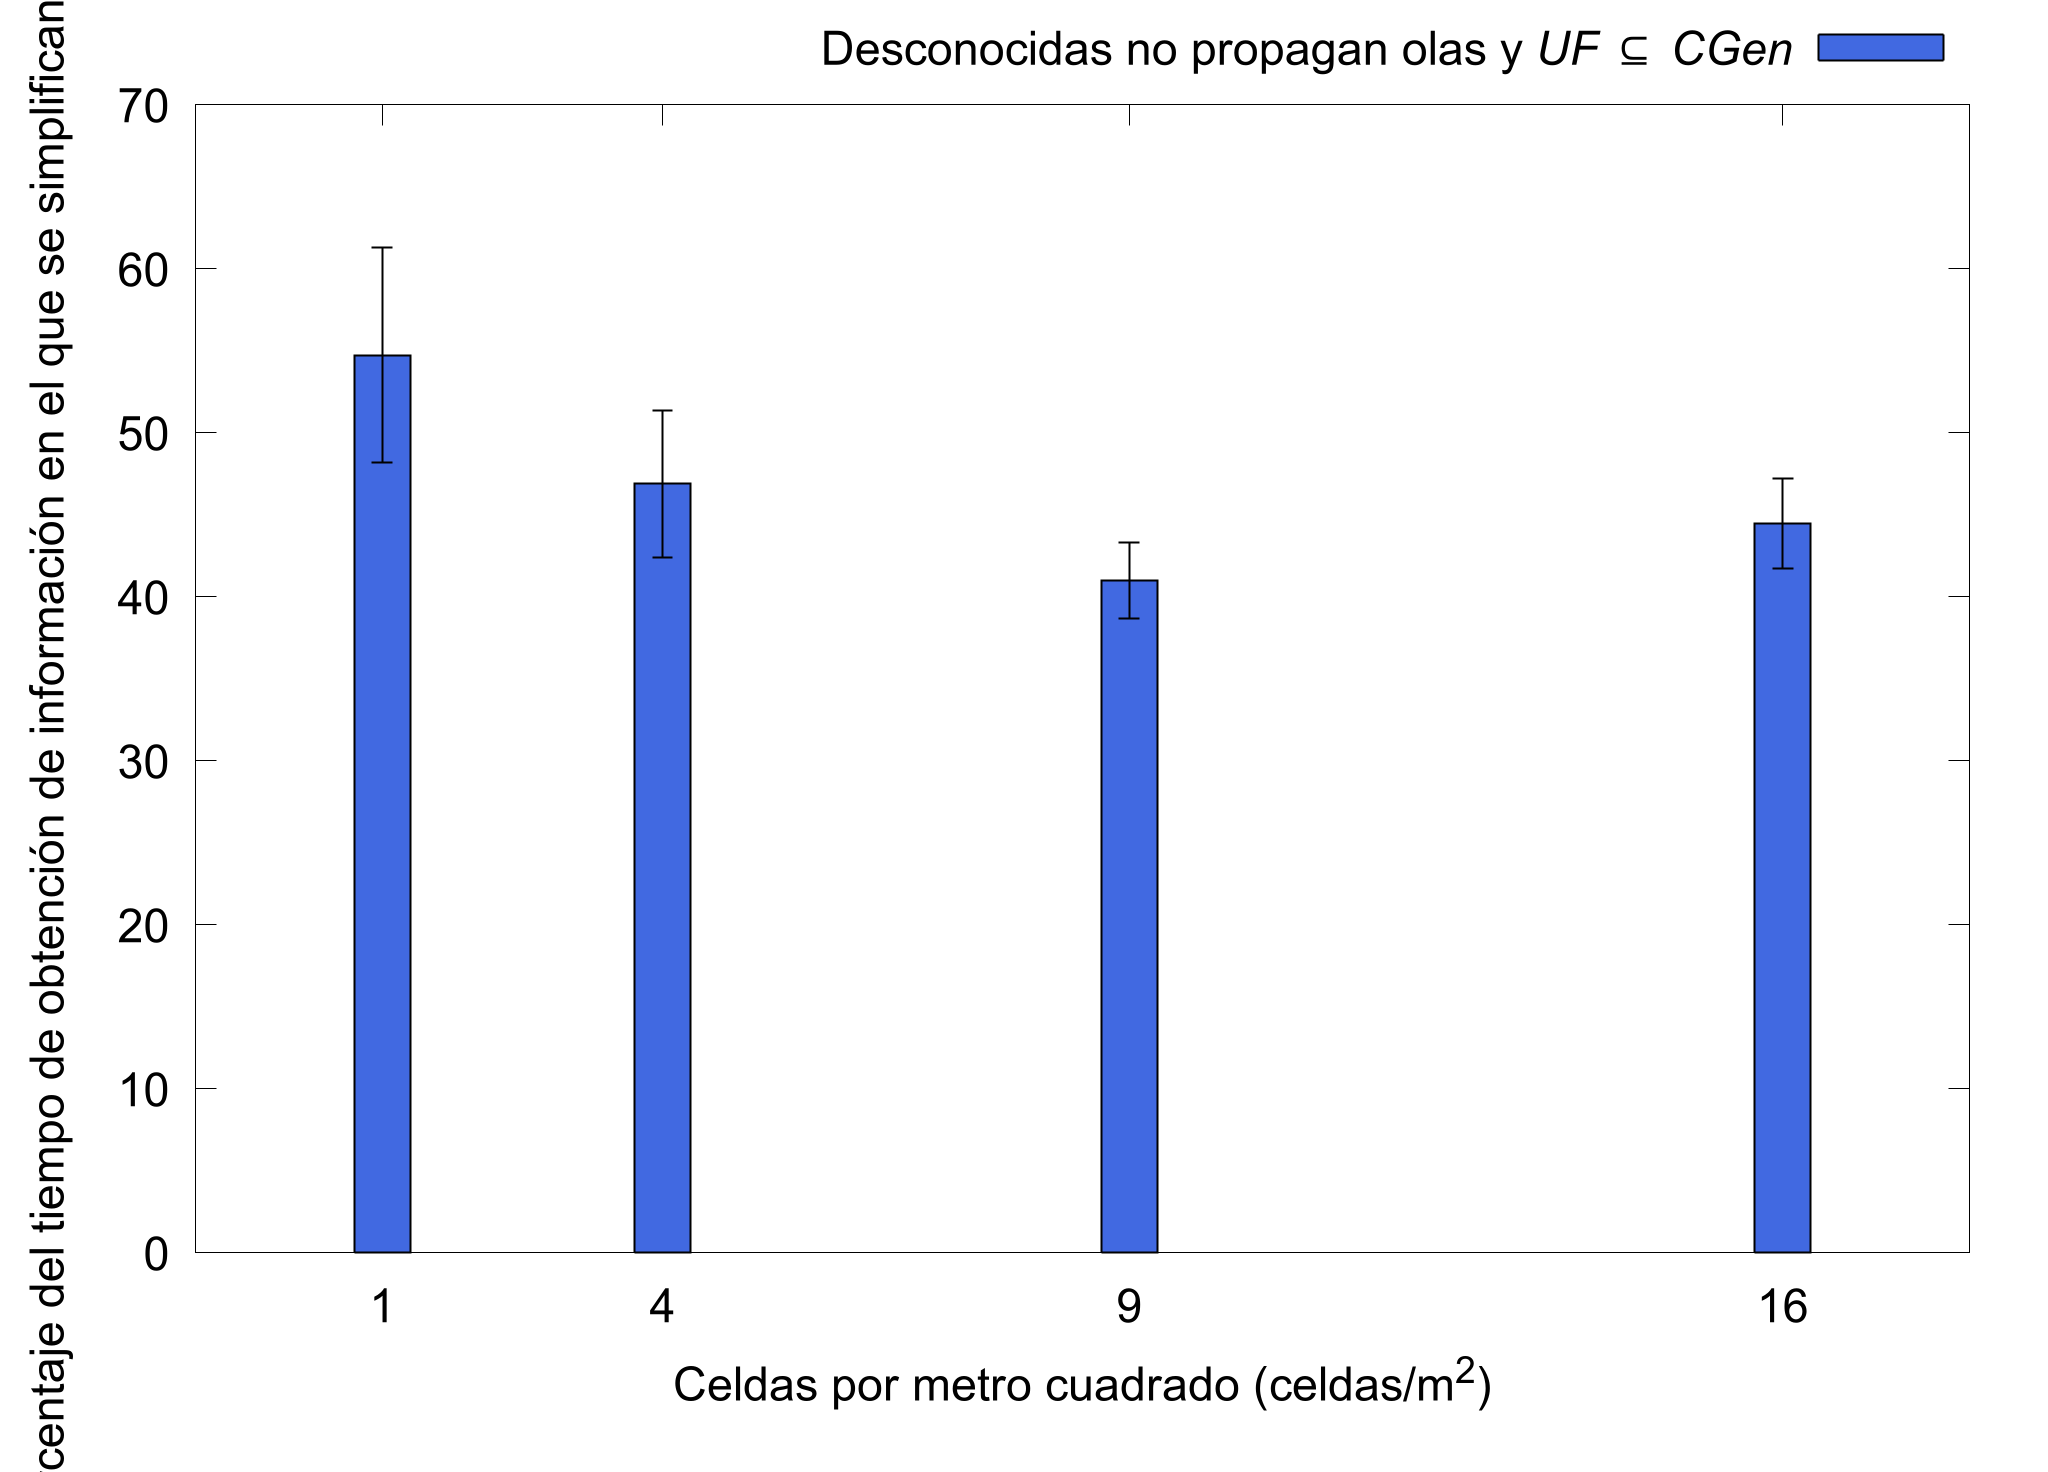 Desconocidas no propagan olas y UF ⊆ CGen
70
60
50
40
30
20
10
0
1 4 9 16
Celdas por metro cuadrado (celdas/m²)
rcentaje del tiempo de obtención de información en el que se simplifican